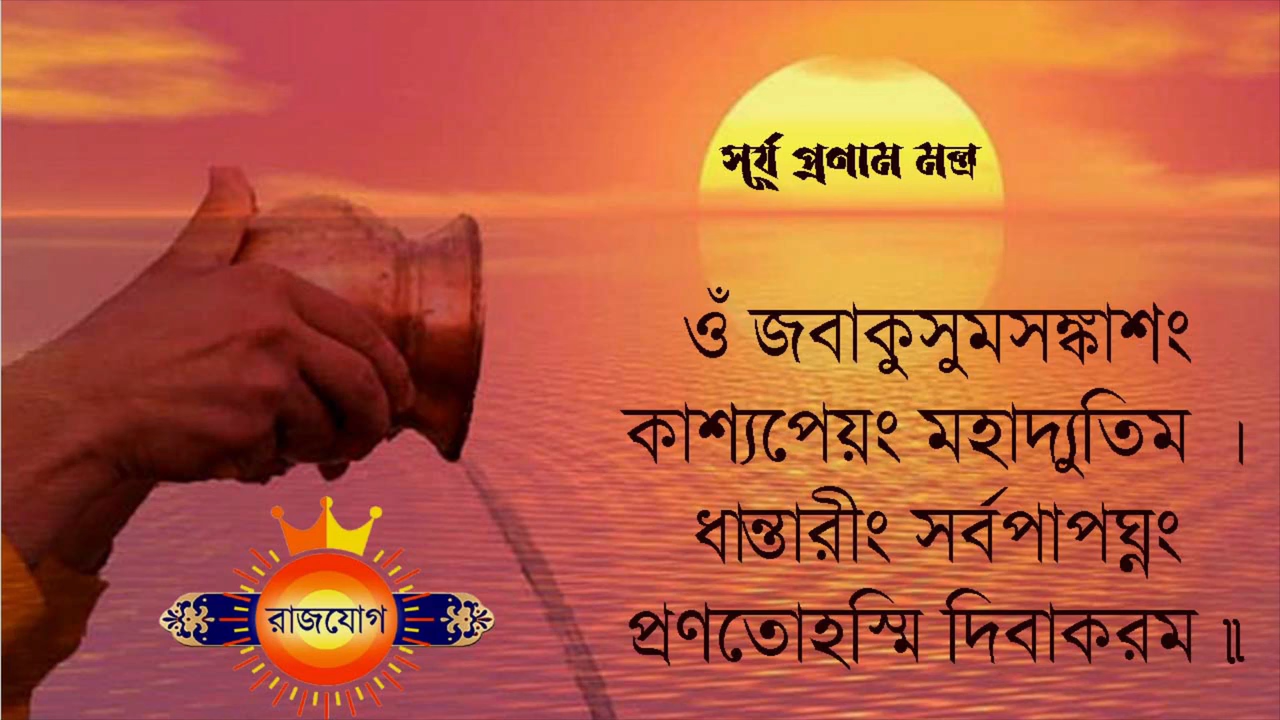 সূর্য প্রণাম মন্ত্র
ওঁ জবাকুসুমসঙ্কাশং
কাশ্যপেয়ং মহাদ্যুতিম ।
ধান্তারীং সর্বপাপঘ্নং
প্রণতোহস্মি দিবাকরম ॥
রাজযোগ